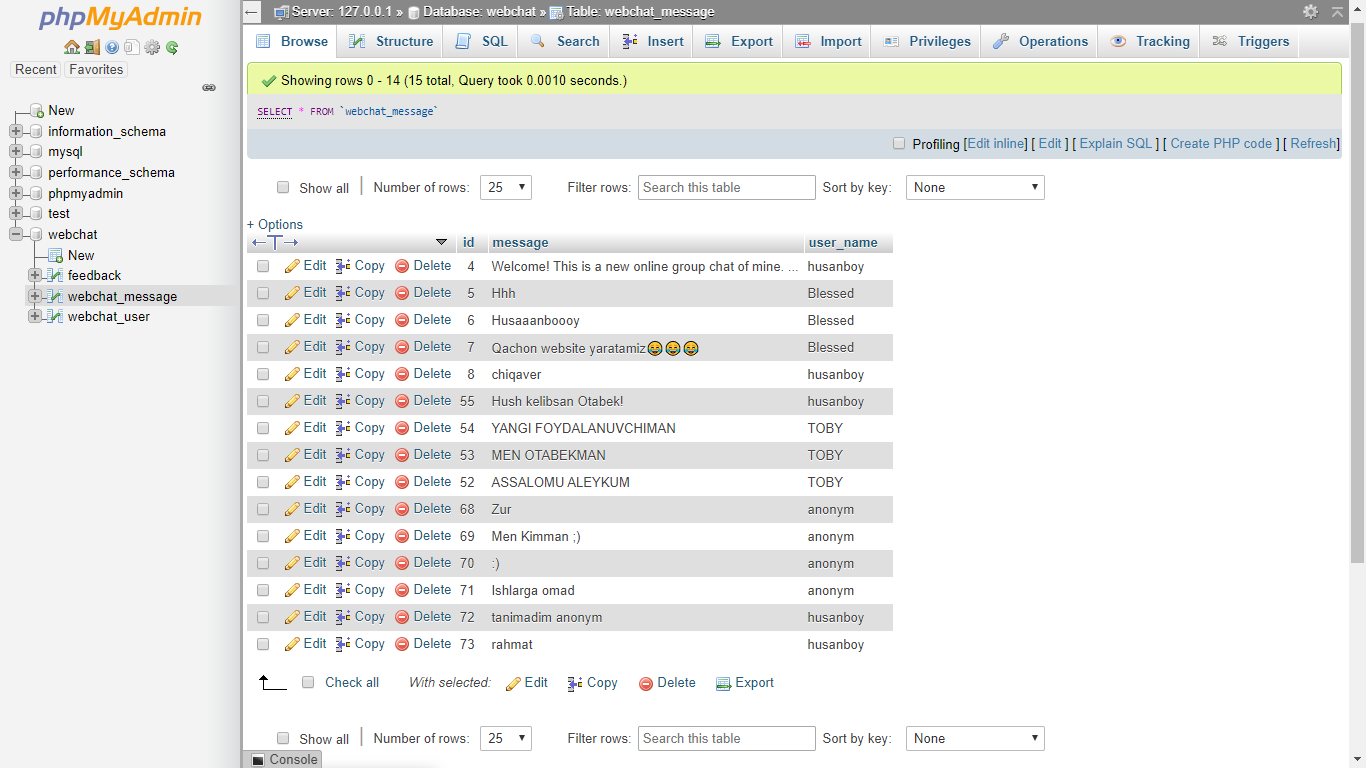 phpMyAdmin
Recent Favorites
New
information_schema
mysql
performance_schema
phpmyadmin
test
webchat
New
feedback
webchat_message
webchat_user
Server: 127.0.0.1 » Database: webchat » Table: webchat_message
Browse Structure SQL Search Insert Export Import Privileges Operations Tracking Triggers
Showing rows 0 - 14 (15 total, Query took 0.0010 seconds.)
SELECT * FROM `webchat_message`
Profiling [Edit inline] [ Edit ] [ Explain SQL ] [ Create PHP code ] [ Refresh]
Show all | Number of rows: 25 Filter rows: Search this table Sort by key: None
+ Options
←T→ id message user_name
Edit Copy Delete 4 Welcome! This is a new online group chat of mine. ... husanboy
Edit Copy Delete 5 Hhh Blessed
Edit Copy Delete 6 Husaaanboooy Blessed
Edit Copy Delete 7 Qachon website yaratamiz😂😂😂 Blessed
Edit Copy Delete 8 chiqaver husanboy
Edit Copy Delete 55 Hush kelibsan Otabek! husanboy
Edit Copy Delete 54 YANGI FOYDALANUVCHIMAN TOBY
Edit Copy Delete 53 MEN OTABEKMAN TOBY
Edit Copy Delete 52 ASSALOMU ALEYKUM TOBY
Edit Copy Delete 68 Zur anonym
Edit Copy Delete 69 Men Kimman ;) anonym
Edit Copy Delete 70 :) anonym
Edit Copy Delete 71 Ishlarga omad anonym
Edit Copy Delete 72 tanimadim anonym husanboy
Edit Copy Delete 73 rahmat husanboy
Check all With selected: Edit Copy Delete Export
Show all | Number of rows: 25 Filter rows: Search this table Sort by key: None
Console